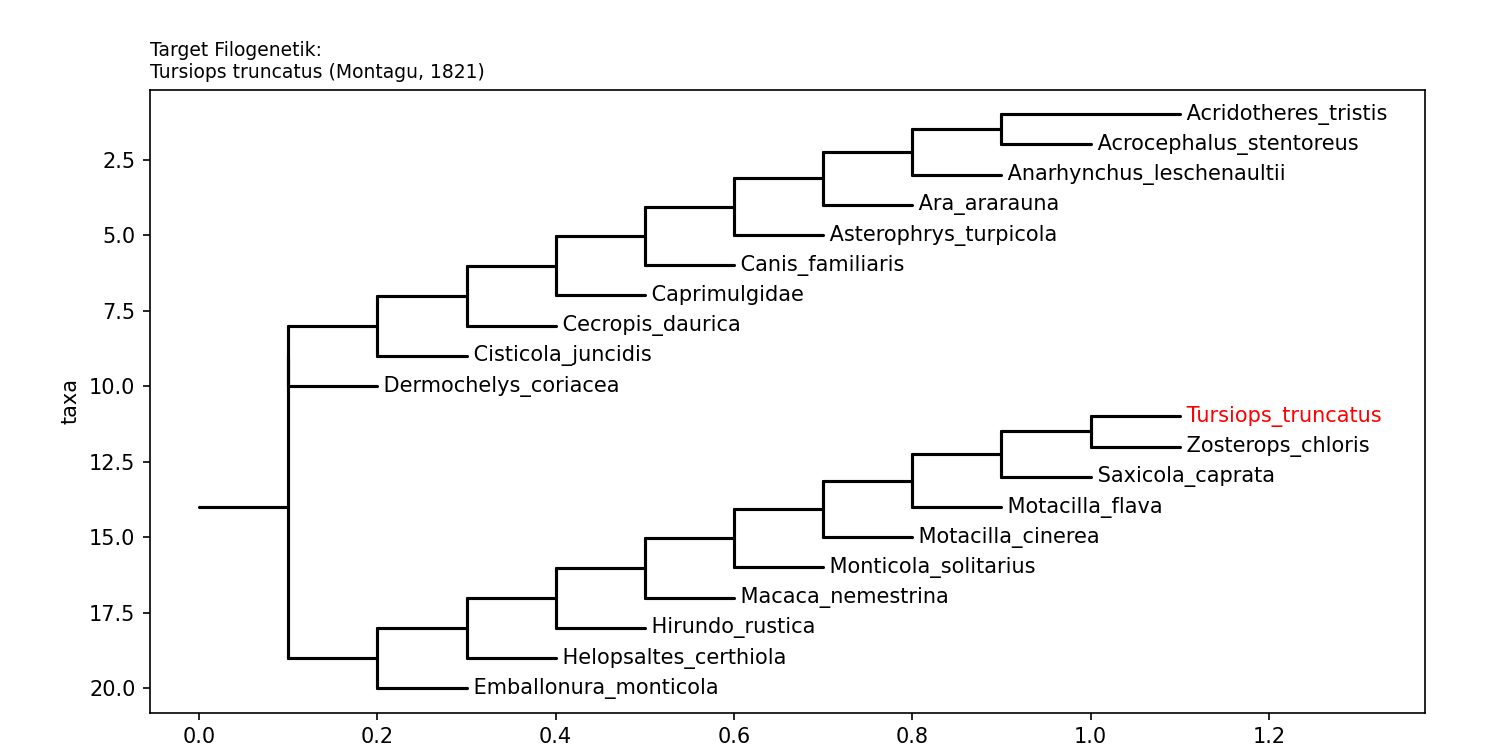 Target Filogenetik:
Tursiops truncatus (Montagu, 1821)
Acridotheres_tristis
Acrocephalus_stentoreus
2.5
Anarhynchus_leschenaultii
Ara_ararauna
5.0
Asterophrys_turpicola
Canis_familiaris
Caprimulgidae
7.5
Cecropis_daurica
Cisticola_juncidis
10.0
Dermochelys_coriacea
taxa
Tursiops_truncatus
Zosterops_chloris
12.5
Saxicola_caprata
Motacilla_flava
15.0
Motacilla_cinerea
Monticola_solitarius
Macaca_nemestrina
17.5
Hirundo_rustica
Helopsaltes_certhiola
20.0
Emballonura_monticola
0.0 0.2 0.4 0.6 0.8 1.0 1.2